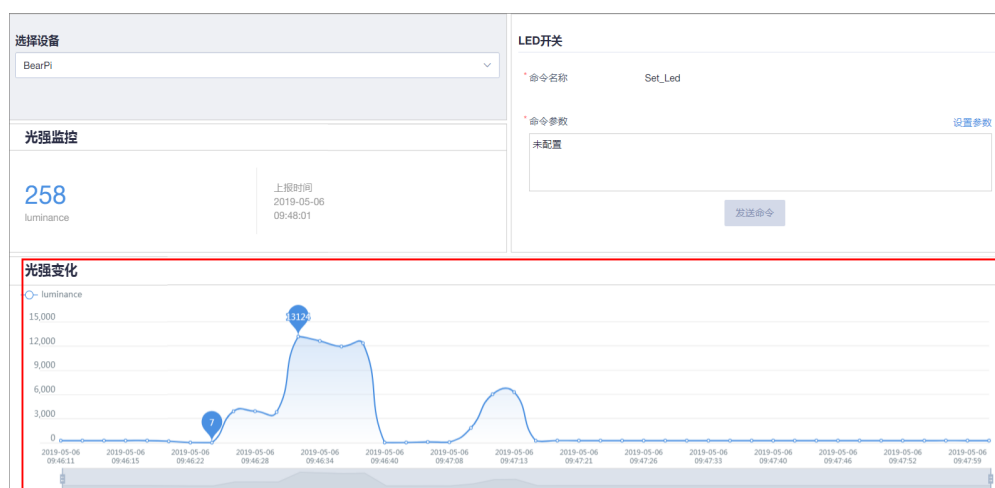 选择设备
BearPi
光强监控
258
luminance
上报时间
2019-05-06
09:48:01
LED开关
*命令名称 Set_Led
*命令参数 设置参数
未配置
发送命令
光强变化
luminance
15,000
12,000
9,000
6,000
3,000
0
13124
7
2019-05-06 2019-05-06 2019-05-06 2019-05-06 2019-05-06 2019-05-06 2019-05-06 2019-05-06 2019-05-06 2019-05-06 2019-05-06 2019-05-06 2019-05-06 2019-05-06 2019-05-06
09:46:11 09:46:15 09:46:22 09:46:28 09:46:34 09:46:40 09:47:08 09:47:13 09:47:21 09:47:26 09:47:33 09:47:40 09:47:46 09:47:52 09:47:59